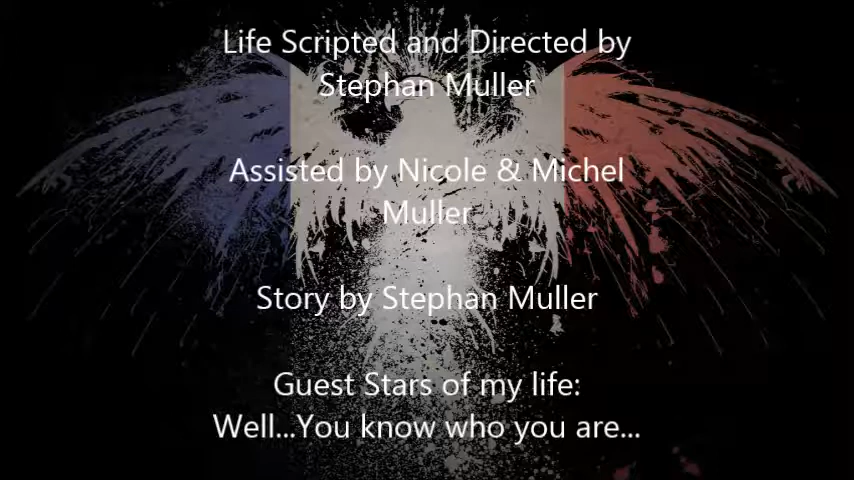 Life Scripted and Directed by
Stephan Muller
Assisted by Nicole & Michel
Muller
Story by Stephan Muller
Guest Stars of my life:
Well...You know who you are...